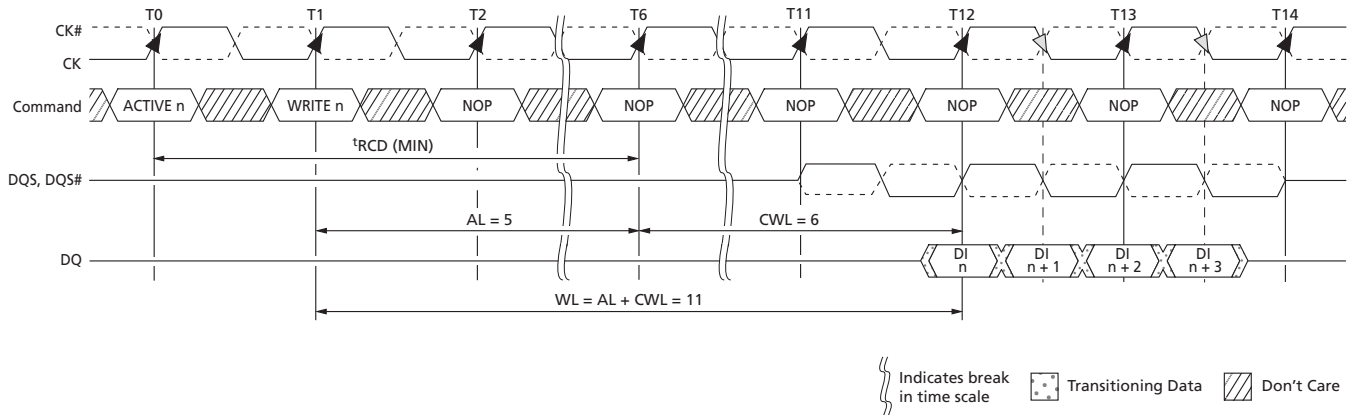 T0 T1 T2 T6 T11 T12 T13 T14
CK#
CK
Command ACTIVE n WRITE n NOP NOP NOP NOP NOP NOP
tRCD (MIN)
DQS, DQS#
AL = 5 CWL = 6
DQ DI n DI n + 1 DI n + 2 DI n + 3
WL = AL + CWL = 11
Indicates break
in time scale
Transitioning Data
Don't Care